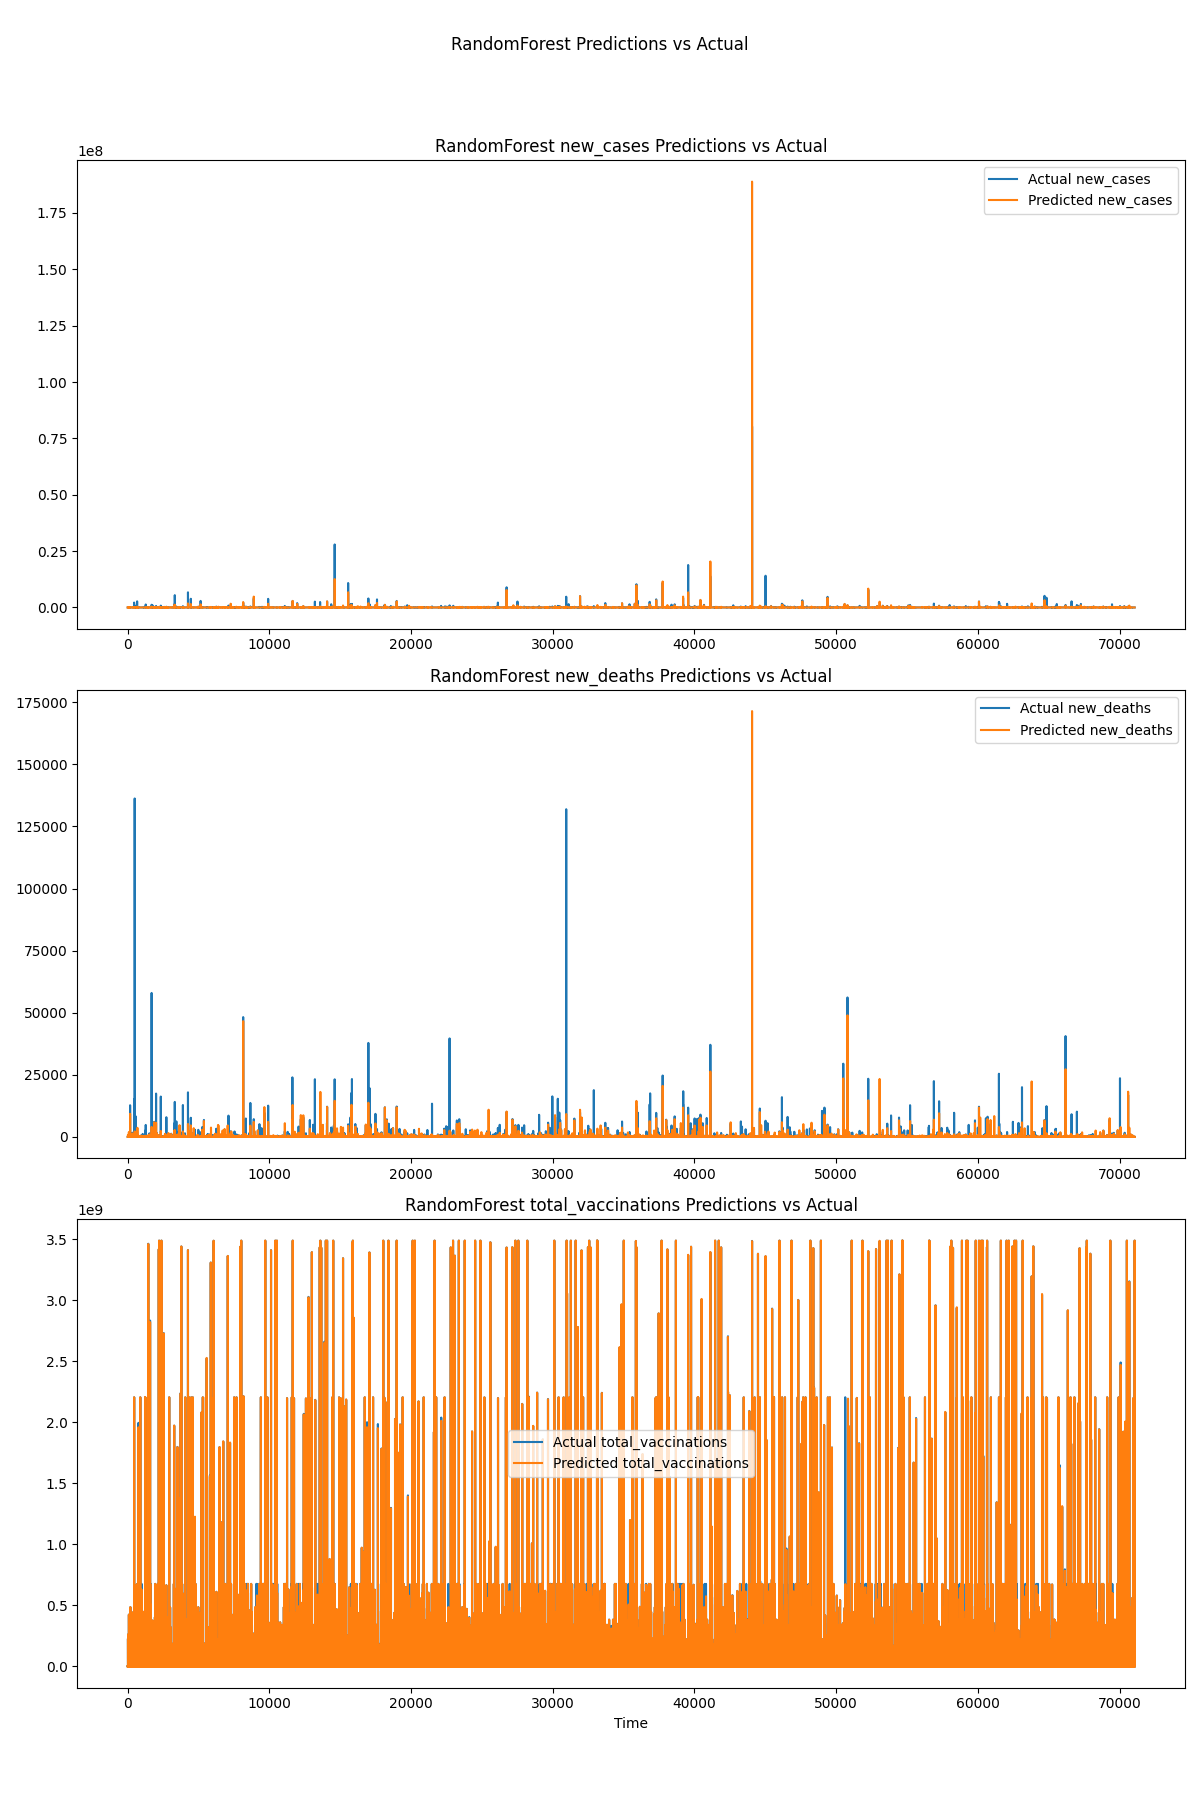 RandomForest Predictions vs Actual
RandomForest new_cases Predictions vs Actual
1e8
Actual new_cases
Predicted new_cases
1.75
1.50
1.25
1.00
0.75
0.50
0.25
0.00
0 10000 20000 30000 40000 50000 60000 70000
RandomForest new_deaths Predictions vs Actual
Actual new_deaths
Predicted new_deaths
175000
150000
125000
100000
75000
50000
25000
0
0 10000 20000 30000 40000 50000 60000 70000
RandomForest total_vaccinations Predictions vs Actual
1e9
3.5
3.0
2.5
2.0
Actual total_vaccinations
Predicted total_vaccinations
1.5
1.0
0.5
0.0
0 10000 20000 30000 40000 50000 60000 70000
Time